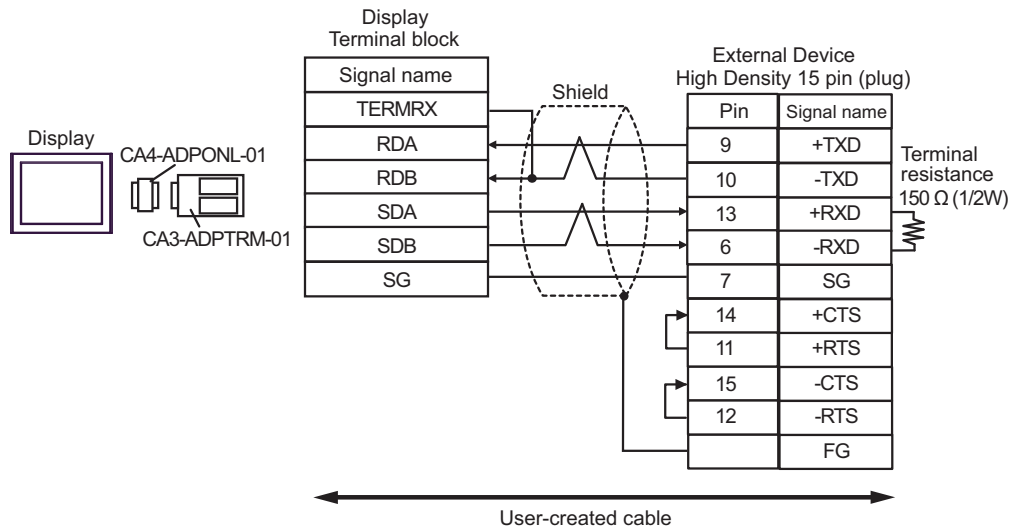 Display
CA4-ADPONL-01
CA3-ADPTRM-01
Display
Terminal block
Signal name
TERMRX
RDA
RDB
SDA
SDB
SG
Shield
External Device
High Density 15 pin (plug)
Pin Signal name
9 +TXD
10 -TXD
13 +RXD
6 -RXD
7 SG
14 +CTS
11 +RTS
15 -CTS
12 -RTS
FG
Terminal
resistance
150 Ω (1/2W)
User-created cable